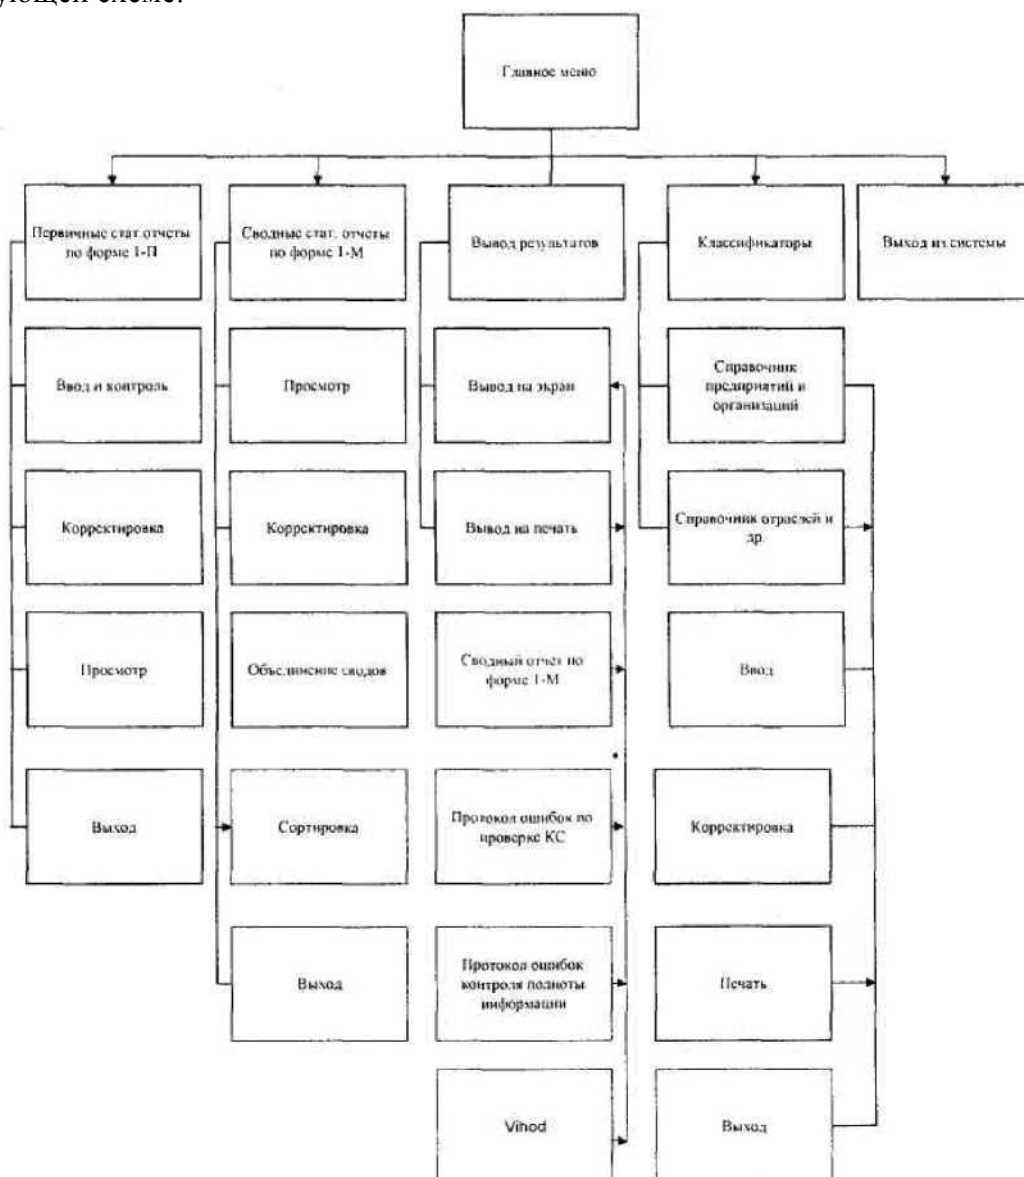 ующей схеме:
Главное меню
Первичные стат.отчеты
по форме 1-П
Сводные стат. отчеты
по форме 1-М
Вывод результатов
Классификаторы
Выход из системы
Ввод и контроль
Просмотр
Вывод на экран
Справочник
предприятий и
организаций
Корректировка
Корректировка
Вывод на печать
Справочник отраслей и
др
Просмотр
Объединение сводов
Сводный отчет по
форме 1-М
Ввод
Выход
Сортировка
Протокол ошибок по
проверке КС
Корректировка
Выход
Протокол ошибок
контроля полноты
информации
Печать
Vihod
Выход